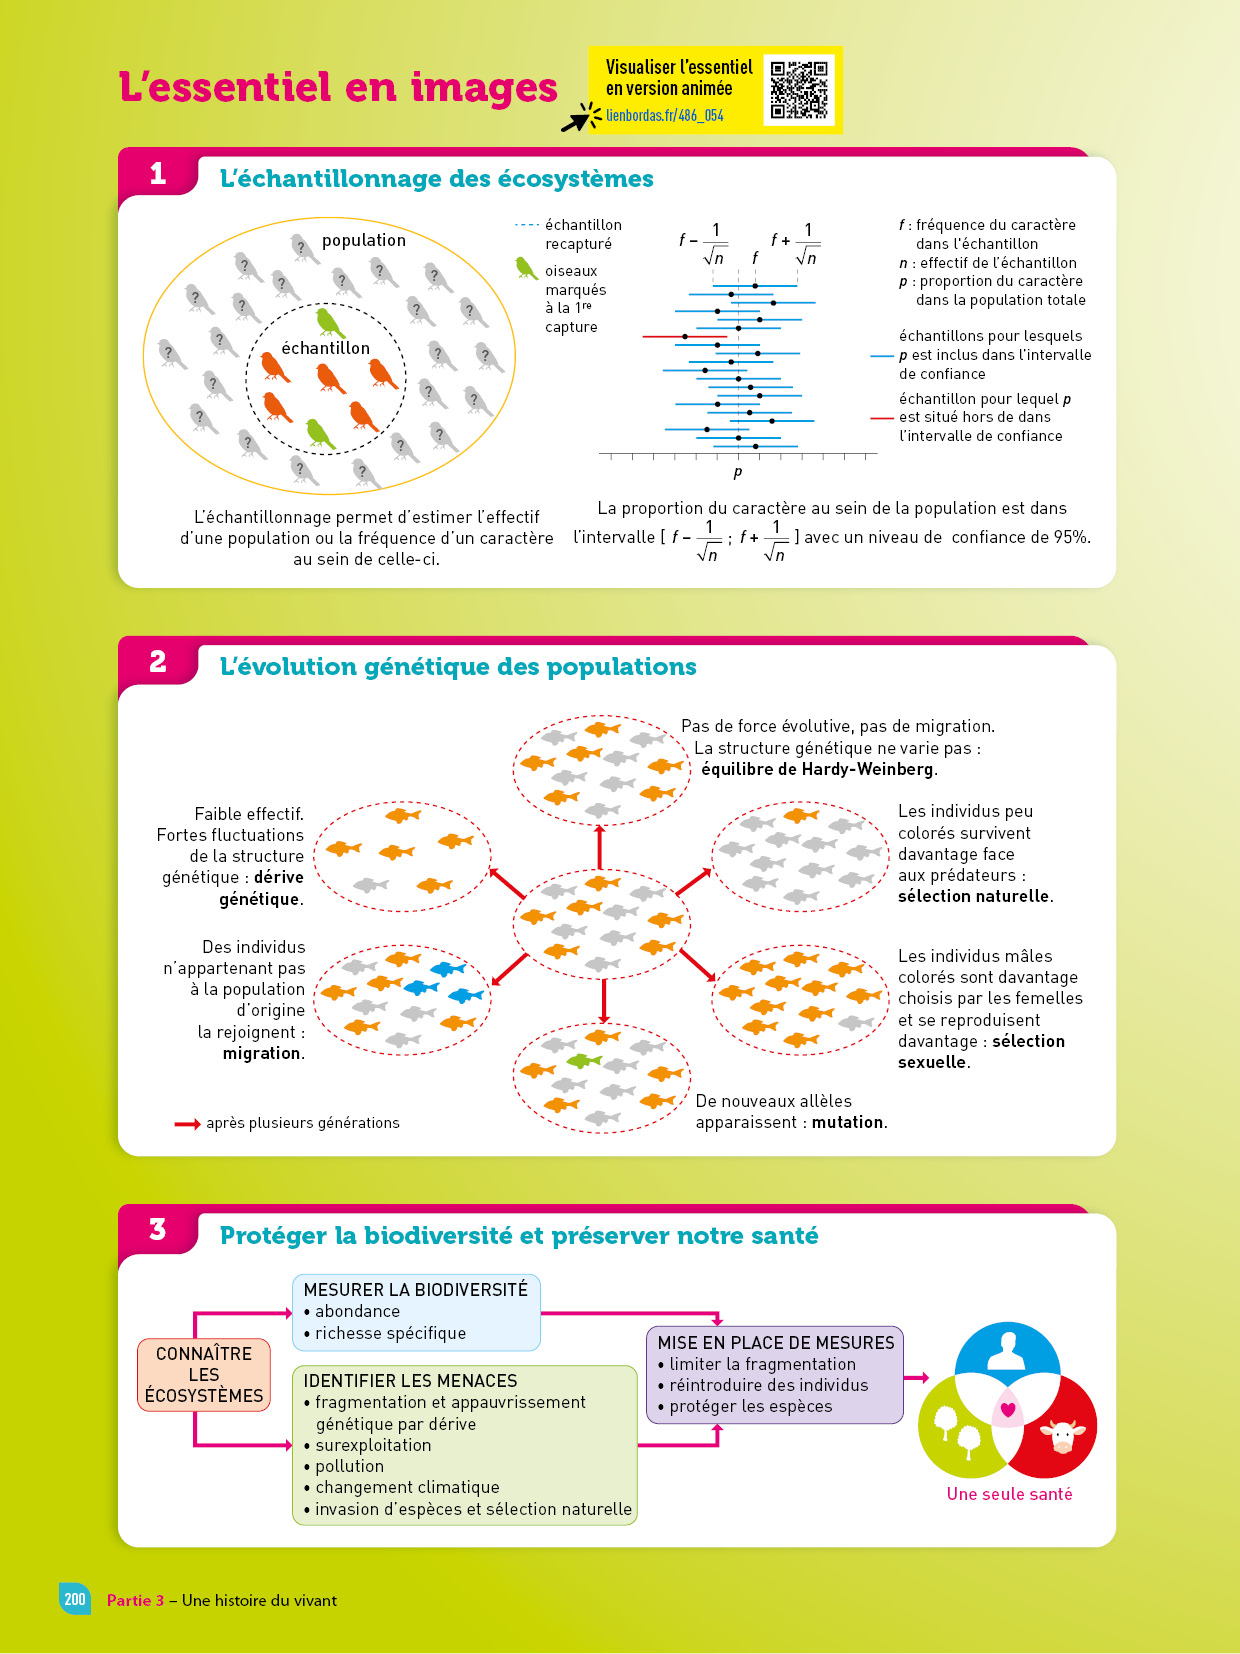 L'essentiel en images
Visualiser l'essentiel
en version animée
lienbordas.fr/486_054
1
L'échantillonnage des écosystèmes
population
échantillon
? ? ? ? ? ? ? ? ? ? ? ? ? ? ? ? ? ? ? ? ? ?
échantillon
recapturé
oiseaux
marqués
à la 1re
capture
f – 1/√n
f
f + 1/√n
p
f : fréquence du caractère
dans l'échantillon
n : effectif de l'échantillon
p : proportion du caractère
dans la population totale
échantillons pour lesquels
p est inclus dans l'intervalle
de confiance
échantillon pour lequel p
est situé hors de dans
l'intervalle de confiance
L'échantillonnage permet d'estimer l'effectif
d'une population ou la fréquence d'un caractère
au sein de celle-ci.
La proportion du caractère au sein de la population est dans
l'intervalle [ f – 1/√n ; f + 1/√n ] avec un niveau de confiance de 95%.
2
L'évolution génétique des populations
Pas de force évolutive, pas de migration.
La structure génétique ne varie pas :
équilibre de Hardy-Weinberg.
Faible effectif.
Fortes fluctuations
de la structure
génétique : dérive
génétique.
Les individus peu
colorés survivent
davantage face
aux prédateurs :
sélection naturelle.
Des individus
n'appartenant pas
à la population
d'origine
la rejoignent :
migration.
Les individus mâles
colorés sont davantage
choisis par les femelles
et se reproduisent
davantage : sélection
sexuelle.
De nouveaux allèles
apparaissent : mutation.
après plusieurs générations
3
Protéger la biodiversité et préserver notre santé
CONNAÎTRE
LES
ÉCOSYSTÈMES
MESURER LA BIODIVERSITÉ
• abondance
• richesse spécifique
IDENTIFIER LES MENACES
• fragmentation et appauvrissement
génétique par dérive
• surexploitation
• pollution
• changement climatique
• invasion d'espèces et sélection naturelle
MISE EN PLACE DE MESURES
• limiter la fragmentation
• réintroduire des individus
• protéger les espèces
Une seule santé
200
Partie 3 – Une histoire du vivant